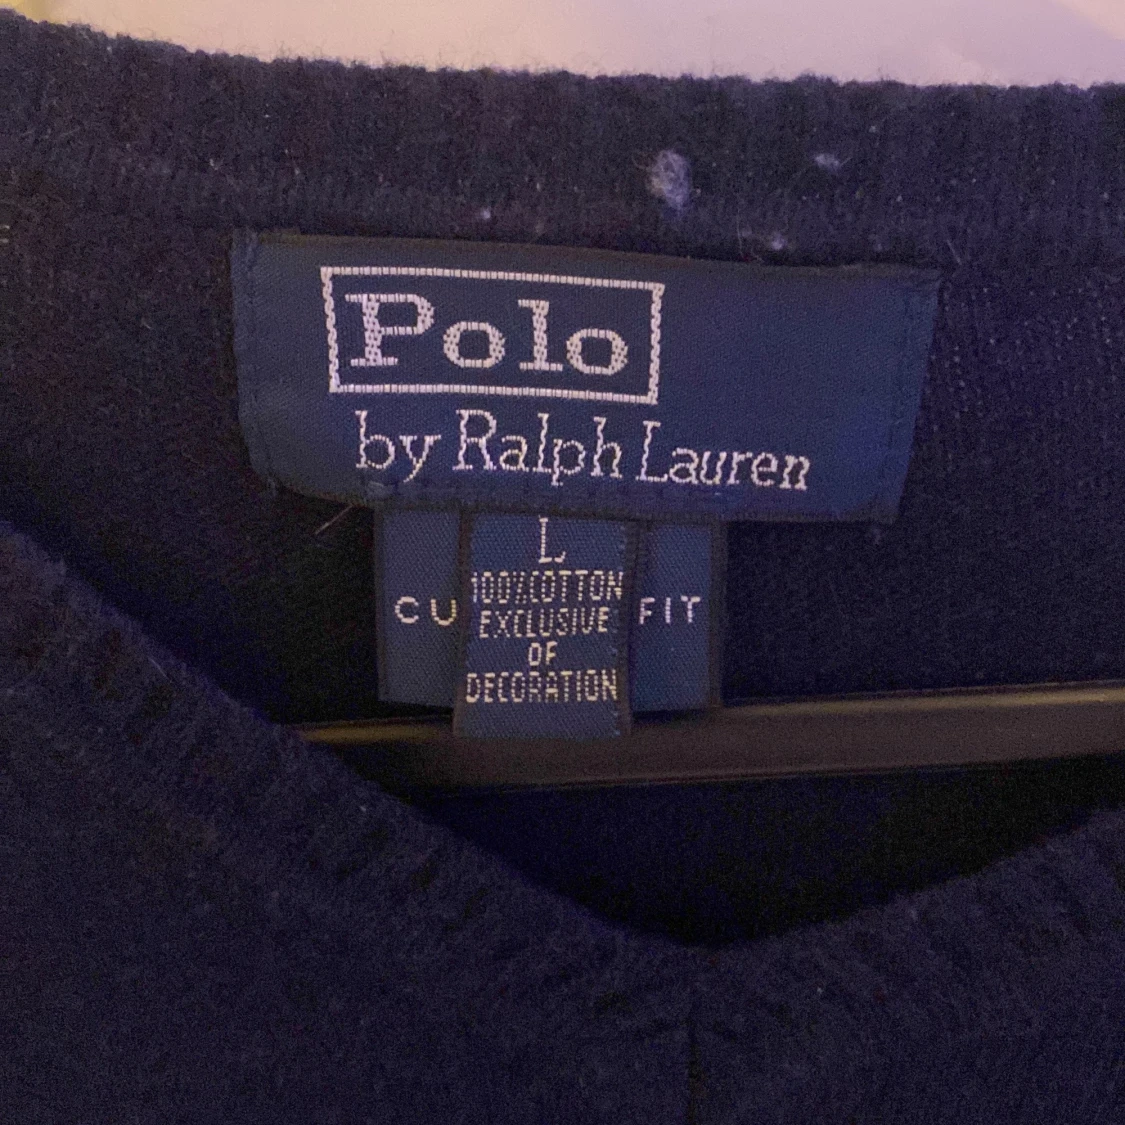 Polo
by Ralph Lauren
L
100% COTTON
EXCLUSIVE
OF
DECORATION
CU FIT